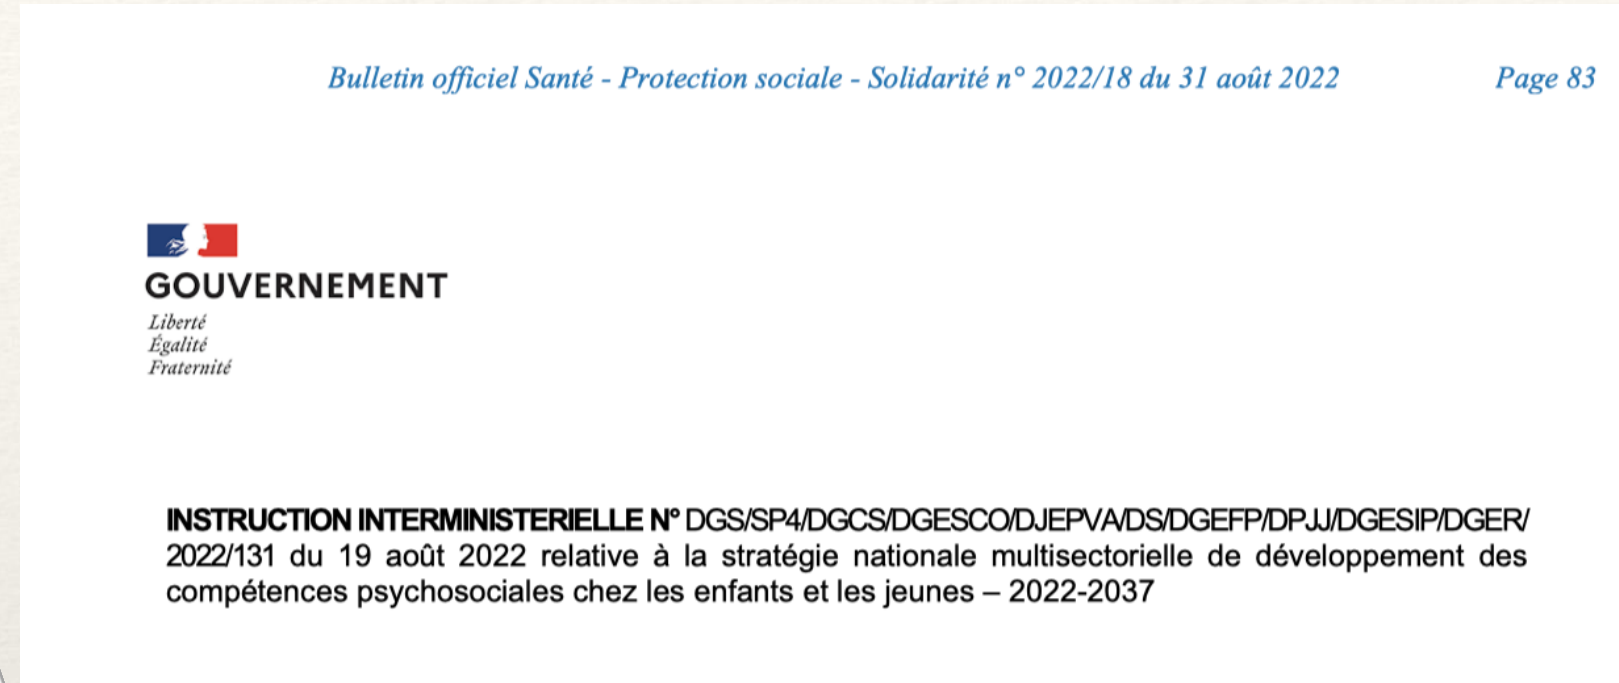 Bulletin officiel Santé - Protection sociale - Solidarité n° 2022/18 du 31 août 2022 Page 83
GOUVERNEMENT
Liberté
Égalité
Fraternité
INSTRUCTION INTERMINISTERIELLE N° DGS/SP4/DGCS/DGESCO/DJEPVA/DS/DGEFP/DPJJ/DGESIP/DGER/
2022/131 du 19 août 2022 relative à la stratégie nationale multisectorielle de développement des
compétences psychosociales chez les enfants et les jeunes – 2022-2037